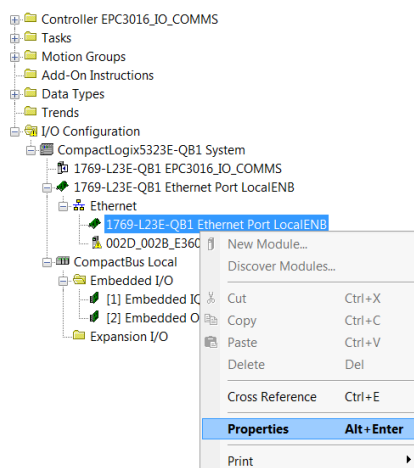 Controller EPC3016_IO_COMMS
Tasks
Motion Groups
Add-On Instructions
Data Types
Trends
I/O Configuration
CompactLogix5323E-QB1 System
1769-L23E-QB1 EPC3016_IO_COMMS
1769-L23E-QB1 Ethernet Port LocalENB
Ethernet
1769-L23E-QB1 Ethernet Port LocalENB
002D_002B_E360
New Module...
Discover Modules...
CompactBus Local
Embedded I/O
[1] Embedded IQ
Cut Ctrl+X
[2] Embedded O
Copy Ctrl+C
Expansion I/O
Paste Ctrl+V
Delete Del
Cross Reference Ctrl+E
Properties Alt+Enter
Print